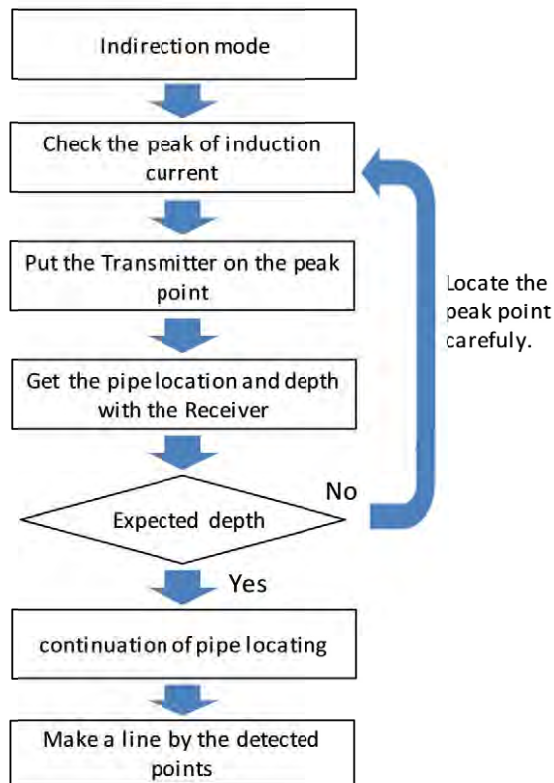 Indirection mode
Check the peak of induction
current
Put the Transmitter on the peak
point
Locate the
peak point
carefuly.
Get the pipe location and depth
with the Receiver
No
Expected depth
Yes
continuation of pipe locating
Make a line by the detected
points